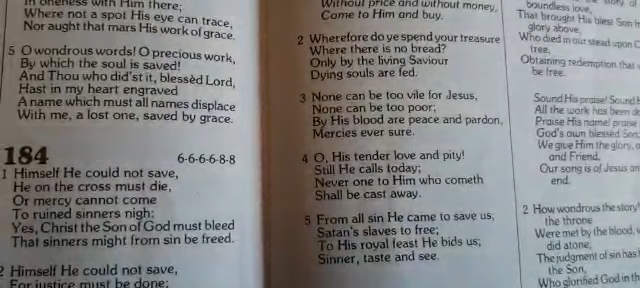 In oneness with Him there;
Where not a spot His eye can trace,
Nor aught that mars His work of grace.
5 O wondrous words! O precious work,
By which the soul is saved!
And Thou who did'st it, blessèd Lord,
Hast in my heart engraved
A name which must all names displace
With me, a lost one, saved by grace.
184 6-6-6-6-8-8
1 Himself He could not save,
He on the cross must die,
Or mercy cannot come
To ruined sinners nigh:
Yes, Christ the Son of God must bleed
That sinners might from sin be freed.
2 Himself He could not save,
For justice must be done;
Without price and without money,
Come to Him and buy.
2 Wherefore do ye spend your treasure
Where there is no bread?
Only by the living Saviour
Dying souls are fed.
3 None can be too vile for Jesus,
None can be too poor;
By His blood are peace and pardon,
Mercies ever sure.
4 O, His tender love and pity!
Still He calls today;
Never one to Him who cometh
Shall be cast away.
5 From all sin He came to save us,
Satan's slaves to free;
To His royal feast He bids us;
Sinner, taste and see.
boundless love,
That brought His bless'd Son
glory above,
Who died in our stead upon
tree,
Obtaining redemption that
be free.
Sound His praise! Sound
All the work has been
Praise His name! praise
God's own blessed Son
We give Him the glory,
and Friend,
Our song is of Jesus
end.
2 How wondrous the story!
the throne
Were met by the blood,
did atone;
The judgment of sin has
the Son,
Who glorified God in